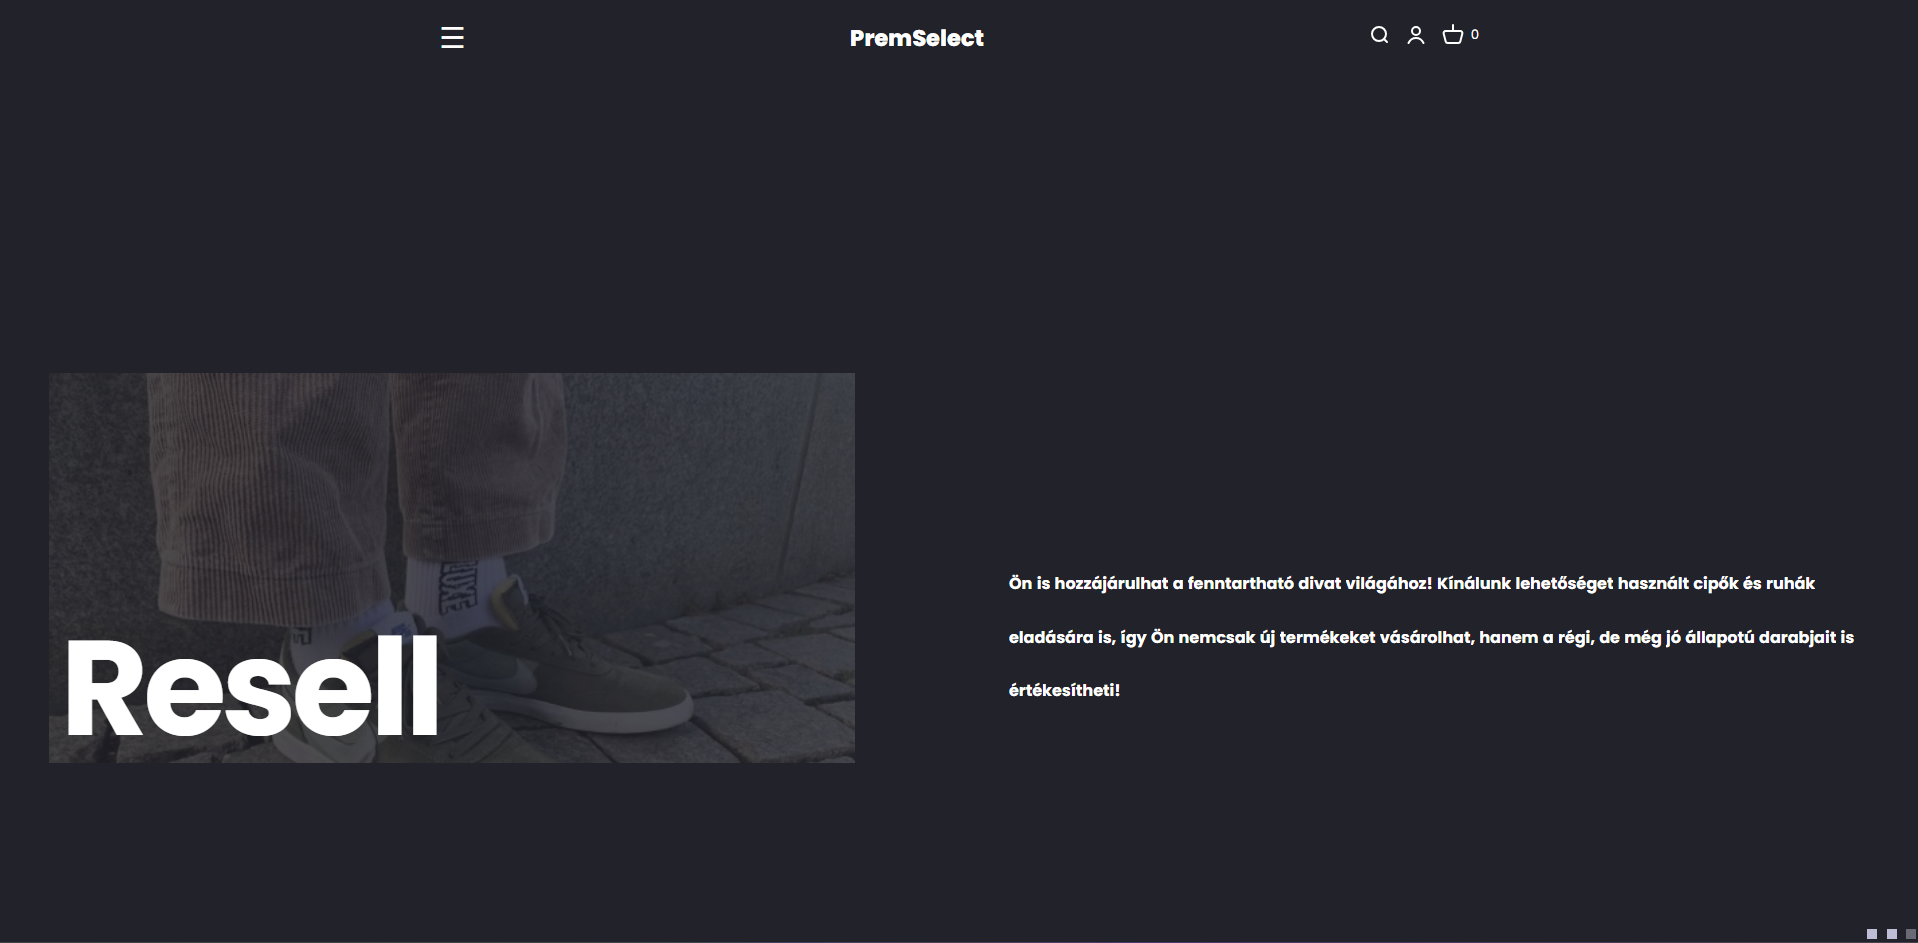 PremSelect
0
LUXE
Resell
Ön is hozzájárulhat a fenntartható divat világához! Kínálunk lehetőséget használt cipők és ruhák
eladására is, így Ön nemcsak új termékeket vásárolhat, hanem a régi, de még jó állapotú darabjait is
értékesítheti!